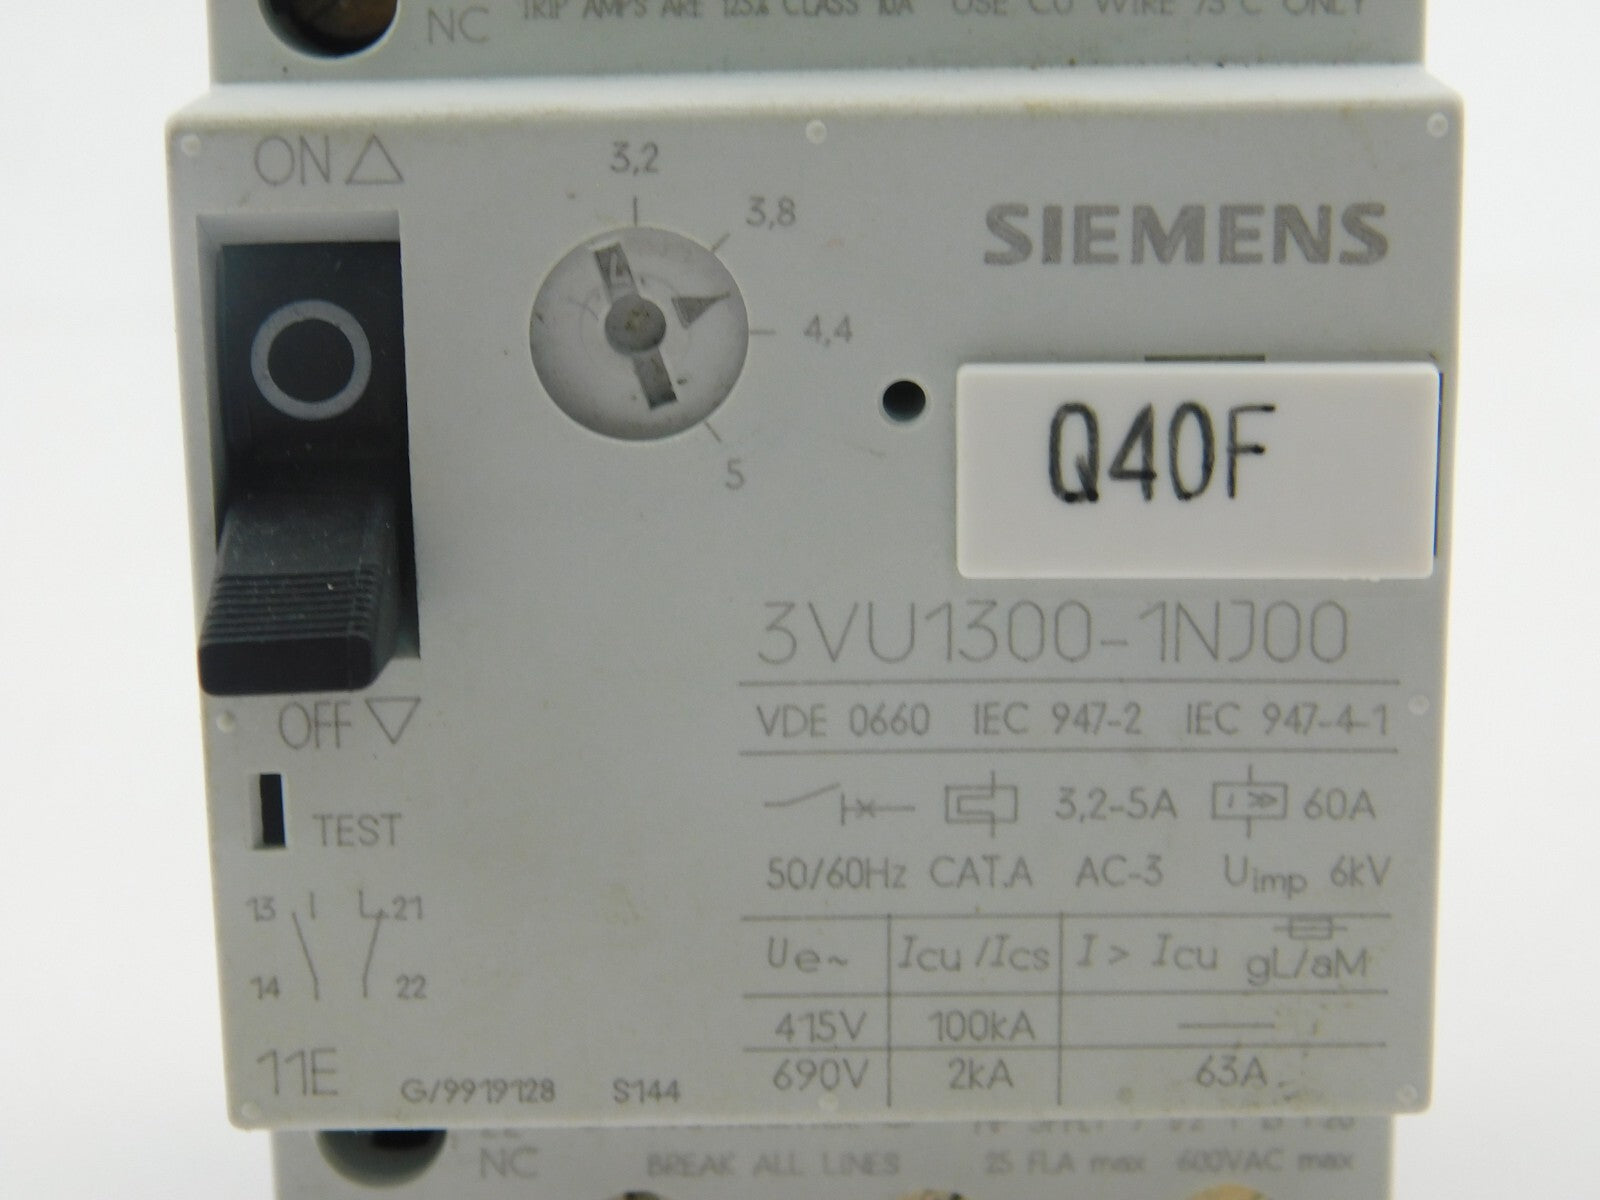 NC TRIP AMPS ARE 125% CLASS 10A USE CU WIRE 75°C ONLY
ON
3,2
3,8
4,4
5
SIEMENS
Q40F
3VU1300-1NJ00
VDE 0660 IEC 947-2 IEC 947-4-1
3,2-5A I >> 60A
50/60Hz CAT.A AC-3 Uimp 6kV
OFF
TEST
13 21
14 22
Ue~ Icu/Ics I > Icu gL/aM
415V 100kA
690V 2kA 63A
11E G/9919128 S144
22
NC BREAK ALL LINES 25 FLA max 600VAC max